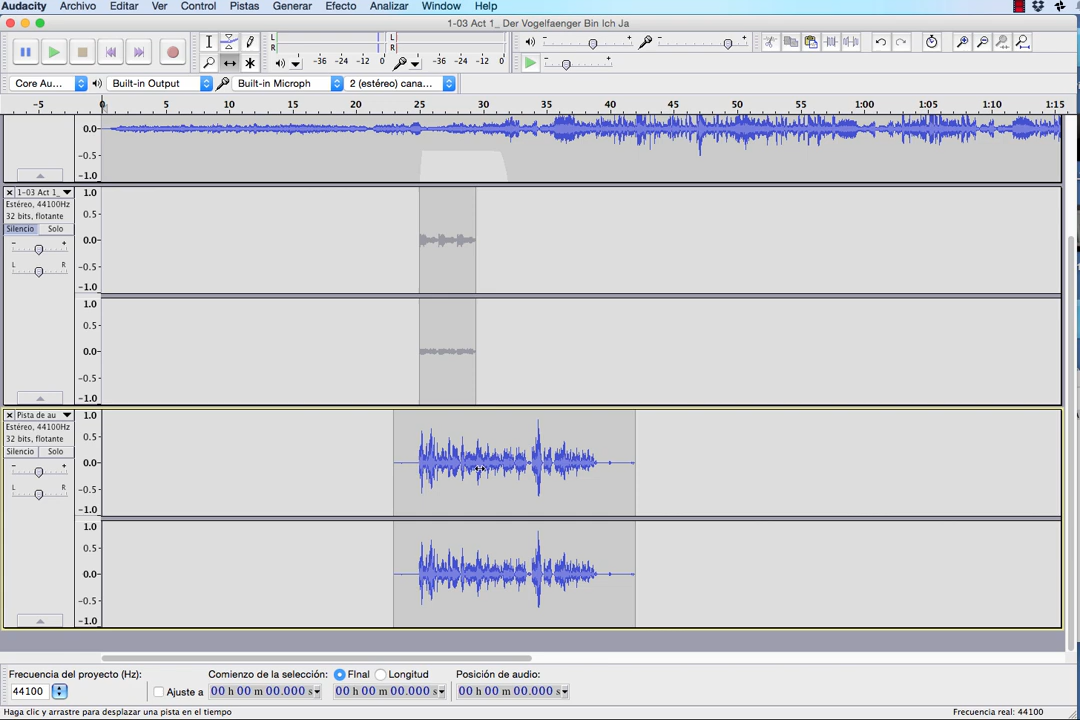 Audacity Archivo Editar Ver Control Pistas Generar Efecto Analizar Window Help
1-03 Act 1_ Der Vogelfaenger Bin Ich Ja
L R -36 -24 -12 0 L R -36 -24 -12 0
Core Au... Built-in Output Built-in Microph 2 (estéreo) cana...
-5 0 5 10 15 20 25 30 35 40 45 50 55 1:00 1:05 1:10 1:15
0.0
-0.5
-1.0
1-03 Act 1_
Estéreo, 44100Hz
32 bits, flotante
Silencio Solo
- +
L R
1.0
0.5
0.0
-0.5
-1.0
1.0
0.5
0.0
-0.5
-1.0
Pista de au
Estéreo, 44100Hz
32 bits, flotante
Silencio Solo
- +
L R
1.0
0.5
0.0
-0.5
-1.0
1.0
0.5
0.0
-0.5
-1.0
Frecuencia del proyecto (Hz): Comienzo de la selección: FInal Longitud Posición de audio:
44100 Ajuste a 00 h 00 m 00.000 s 00 h 00 m 00.000 s 00 h 00 m 00.000 s
Haga clic y arrastre para desplazar una pista en el tiempo Frecuencia real: 44100